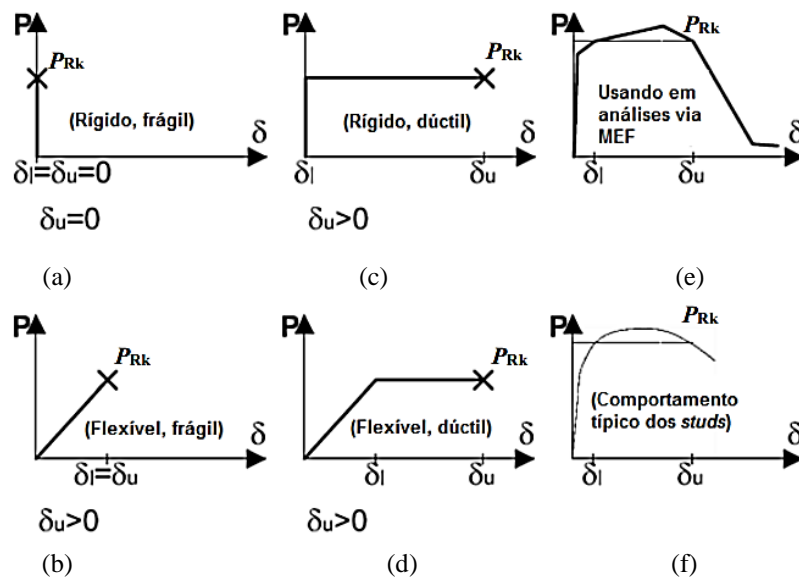 P
P_Rk
(Rígido, frágil)
δ
δl=δu=0
δu=0
(a)
P
P_Rk
(Rígido, dúctil)
δ
δl
δu
δu>0
(c)
P
P_Rk
Usando em
análises via
MEF
δ
δl
δu
(e)
P
P_Rk
(Flexível, frágil)
δ
δl=δu
δu>0
(b)
P
P_Rk
(Flexível, dúctil)
δ
δl
δu
δu>0
(d)
P
P_Rk
(Comportamento
típico dos studs)
δ
δl
δu
(f)